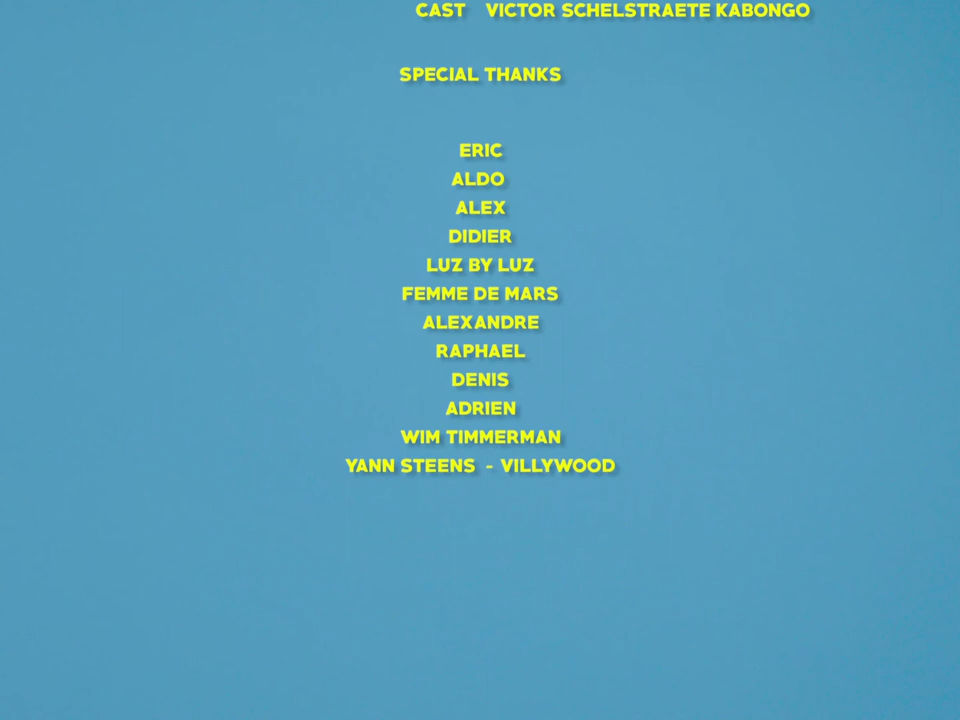 CAST VICTOR SCHELSTRAETE KABONGO
SPECIAL THANKS
ERIC
ALDO
ALEX
DIDIER
LUZ BY LUZ
FEMME DE MARS
ALEXANDRE
RAPHAEL
DENIS
ADRIEN
WIM TIMMERMAN
YANN STEENS - VILLYWOOD